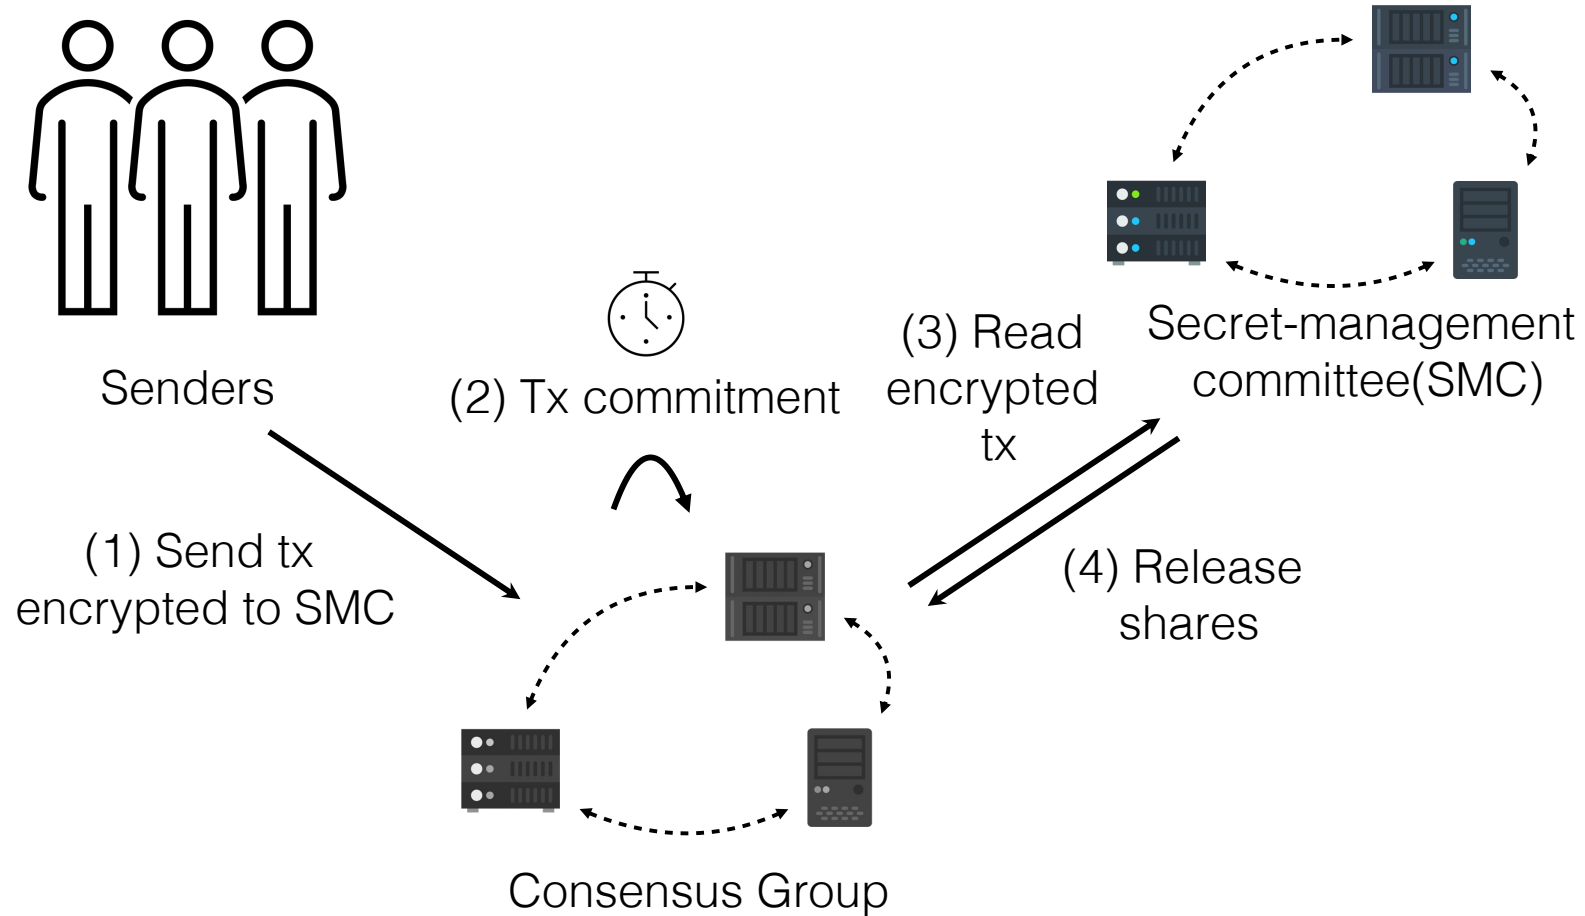 Senders
(1) Send tx
encrypted to SMC
(2) Tx commitment
(3) Read
encrypted
tx
Secret-management
committee(SMC)
(4) Release
shares
Consensus Group